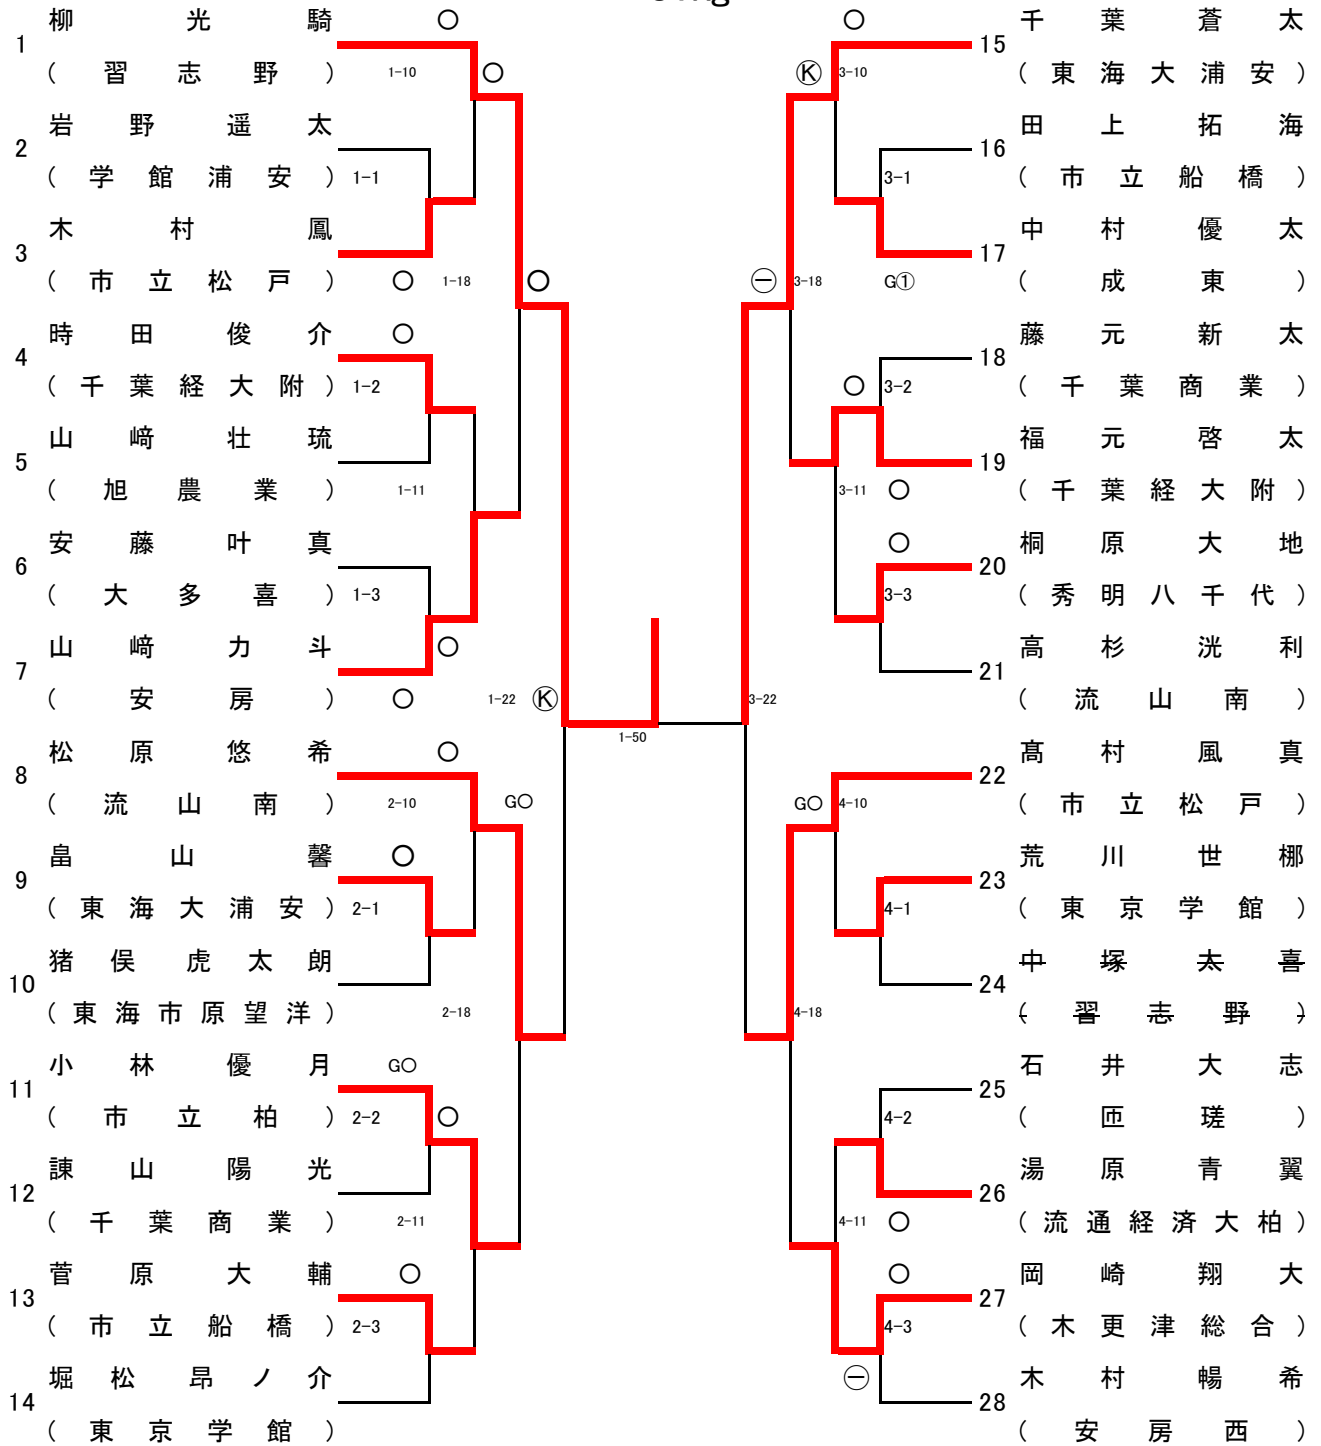 1 柳光騎
(習志野)
2 岩野遥太
(学館浦安)
3 木村鳳
(市立松戸)
4 時田俊介
(千葉経大附)
5 山﨑壮琉
(旭農業)
6 安藤叶真
(大多喜)
7 山﨑力斗
(安房)
8 松原悠希
(流山南)
9 畠山馨
(東海大浦安)
10 猪俣虎太朗
(東海市原望洋)
11 小林優月
(市立柏)
12 諌山陽光
(千葉商業)
13 菅原大輔
(市立船橋)
14 堀松昂ノ介
(東京学館)
○
1-10
○
1-1
○
1-18
○
○
1-2
1-11
1-3
○
○
1-22
Ⓚ
○
2-10
G○
○
2-1
2-18
G○
2-2
○
2-11
○
2-3
1-50
○
Ⓚ
3-10
3-1
㊀
3-18
G①
○
3-2
3-11
○
○
3-3
3-22
G○
4-10
4-1
4-18
4-2
4-11
○
○
4-3
㊀
15 千葉蒼太
(東海大浦安)
16 田上拓海
(市立船橋)
17 中村優太
(成東)
18 藤元新太
(千葉商業)
19 福元啓太
(千葉経大附)
20 桐原大地
(秀明八千代)
21 高杉洸利
(流山南)
22 髙村風真
(市立松戸)
23 荒川世梛
(東京学館)
24 中塚太喜
(習志野)
25 石井大志
(匝瑳)
26 湯原青翼
(流通経済大柏)
27 岡崎翔大
(木更津総合)
28 木村暢希
(安房西)